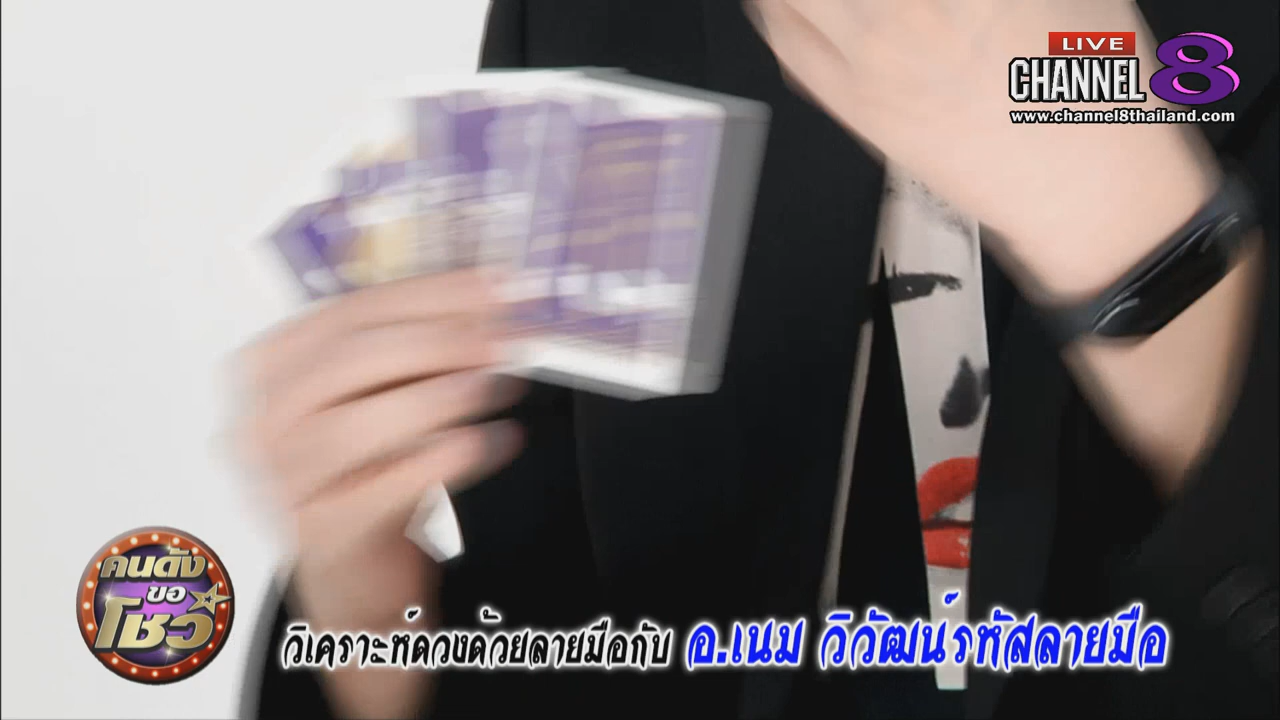 LIVE
CHANNEL 8
www.channel8thailand.com
คนดัง
ขอ
โชว์
วิเคราะห์ดวงด้วยลายมือกับ อ.เนม วิวัฒน์รหัสลายมือ